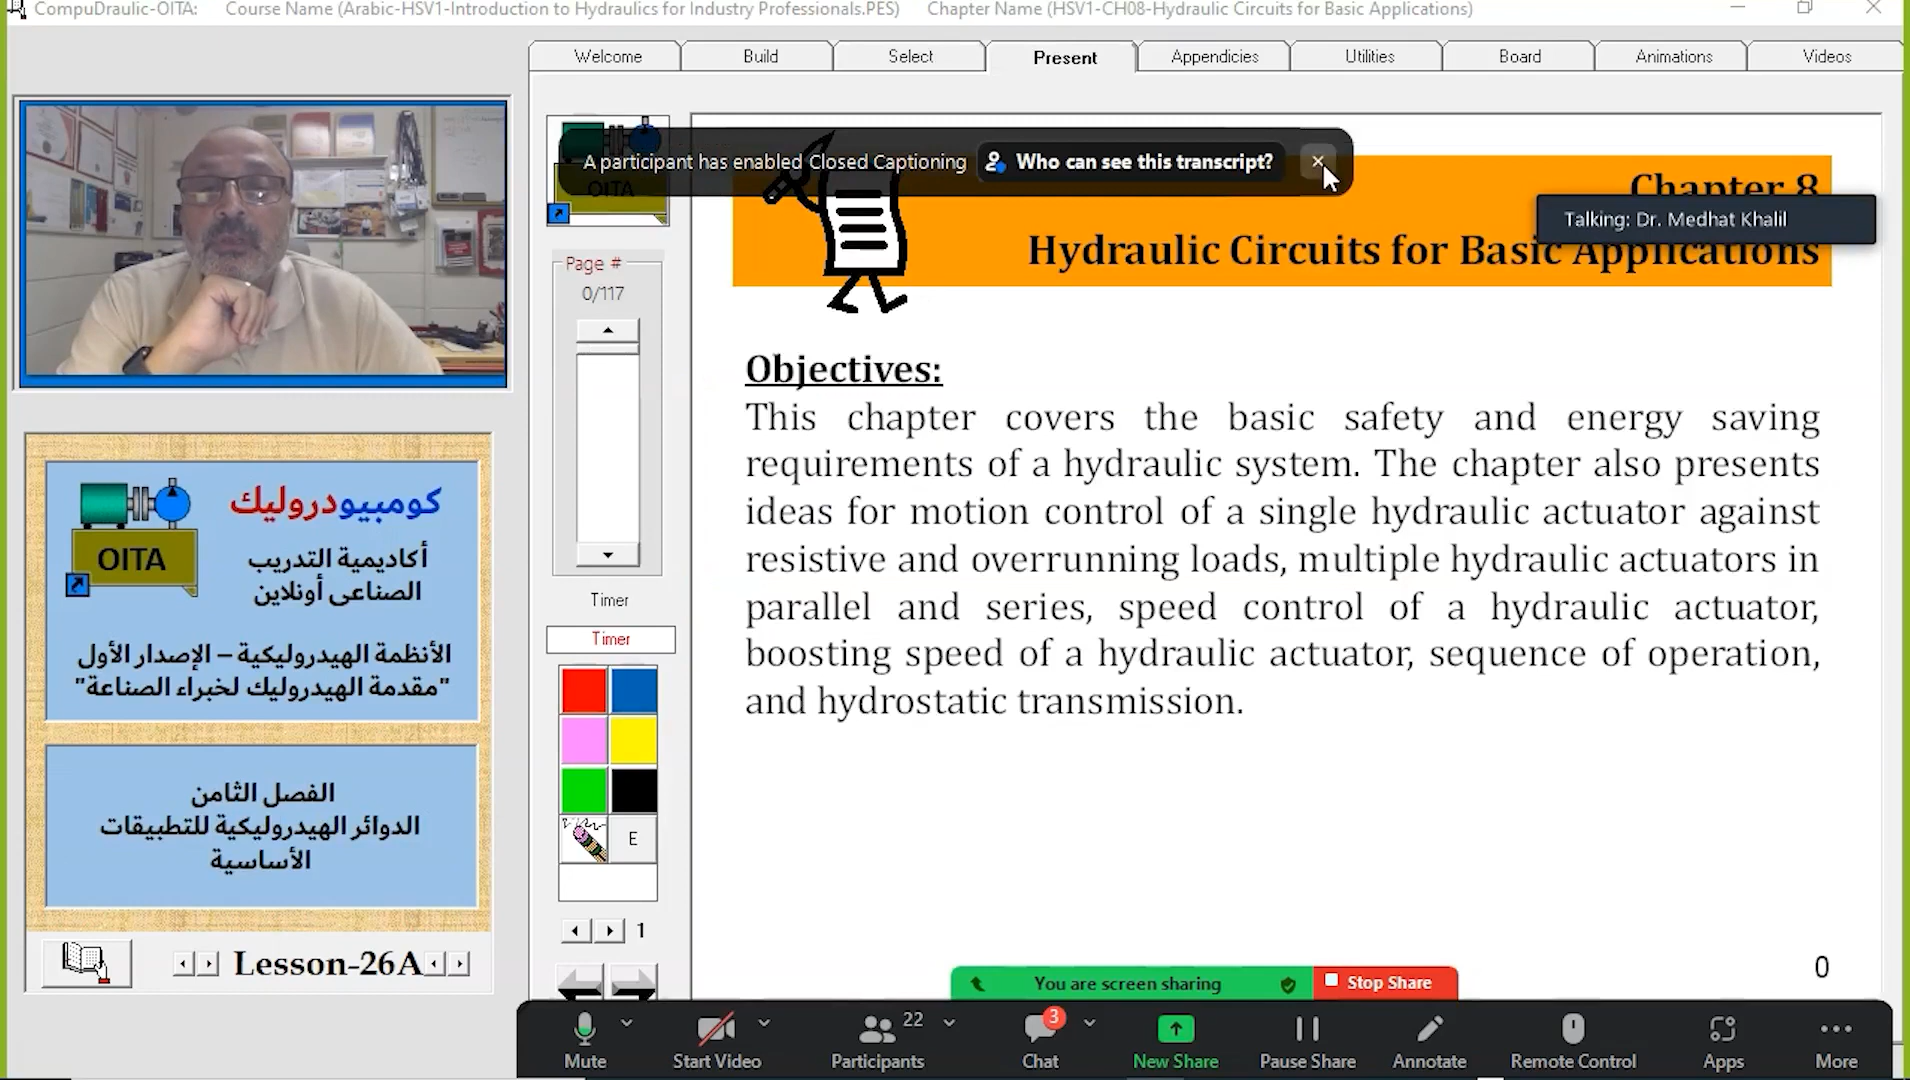 CompuDraulic-OITA: Course Name (Arabic-HSV1-Introduction to Hydraulics for Industry Professionals.PES) Chapter Name (HSV1-CH08-Hydraulic Circuits for Basic Applications)
Welcome Build Select Present Appendicies Utilities Board Animations Videos
A participant has enabled Closed Captioning Who can see this transcript?
OITA
Chapter 8
Talking: Dr. Medhat Khalil
Hydraulic Circuits for Basic Applications
Page #
0/117
Objectives:
This chapter covers the basic safety and energy saving
requirements of a hydraulic system. The chapter also presents
ideas for motion control of a single hydraulic actuator against
resistive and overrunning loads, multiple hydraulic actuators in
parallel and series, speed control of a hydraulic actuator,
boosting speed of a hydraulic actuator, sequence of operation,
and hydrostatic transmission.
كومبيودروليك
OITA
أكاديمية التدريب
الصناعى أونلاين
الأنظمة الهيدروليكية – الإصدار الأول
"مقدمة الهيدروليك لخبراء الصناعة"
الفصل الثامن
الدوائر الهيدروليكية للتطبيقات
الأساسية
Lesson-26A
Timer
Timer
E
1
0
You are screen sharing Stop Share
Mute Start Video Participants 22 Chat 3 New Share Pause Share Annotate Remote Control Apps More